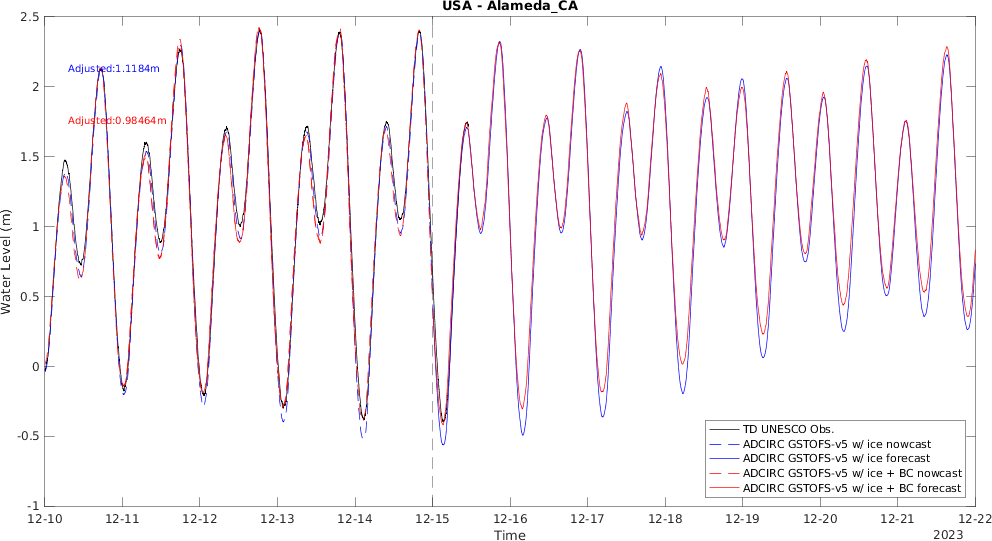 USA - Alameda_CA
2.5
2
1.5
1
0.5
0
-0.5
-1
Water Level (m)
Adjusted:1.1184m
Adjusted:0.98464m
TD UNESCO Obs.
ADCIRC GSTOFS-v5 w/ ice nowcast
ADCIRC GSTOFS-v5 w/ ice forecast
ADCIRC GSTOFS-v5 w/ ice + BC nowcast
ADCIRC GSTOFS-v5 w/ ice + BC forecast
12-10 12-11 12-12 12-13 12-14 12-15 12-16 12-17 12-18 12-19 12-20 12-21 12-22
Time
2023